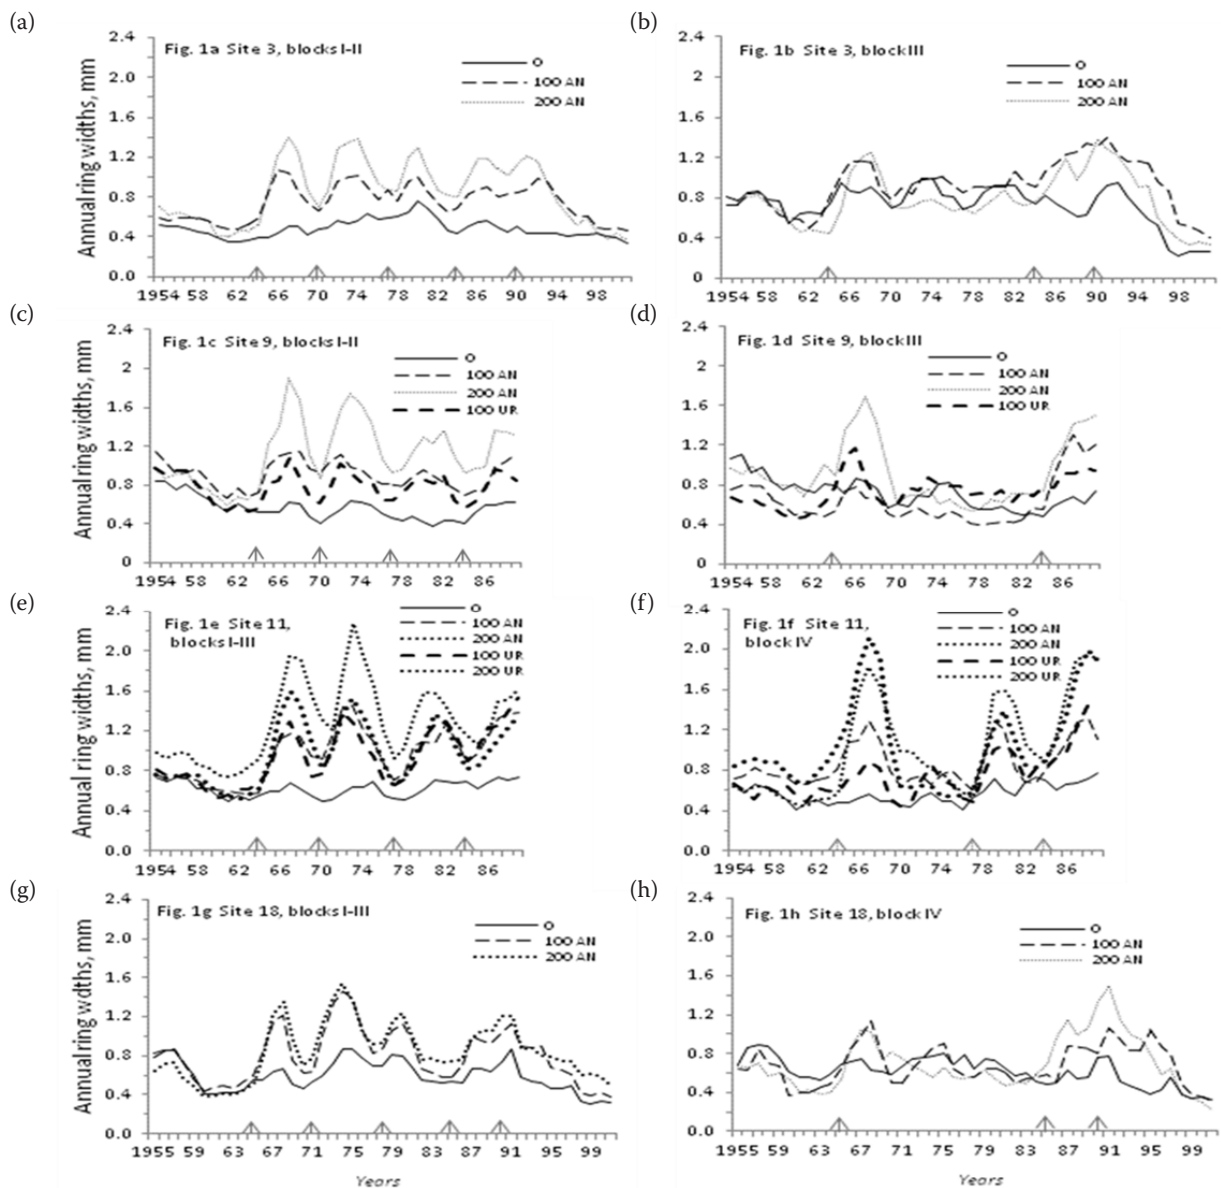 (a)
Fig. 1a Site 3, blocks I-II
O
100 AN
200 AN
Annual ring widths, mm
2.4
2
1.6
1.2
0.8
0.4
0.0
1954 58 62 66 70 74 78 82 86 90 94 98
(b)
Fig. 1b Site 3, block III
O
100 AN
200 AN
2.4
2
1.6
1.2
0.8
0.4
0
1954 58 62 66 70 74 78 82 86 90 94 98
(c)
Fig. 1c Site 9, blocks I-II
O
100 AN
200 AN
100 UR
Annual ring widths, mm
2.4
2
1.6
1.2
0.8
0.4
0
1954 58 62 66 70 74 78 82 86
(d)
Fig. 1d Site 9, block III
O
100 AN
200 AN
100 UR
2.4
2
1.6
1.2
0.8
0.4
0
1954 58 62 66 70 74 78 82 86
(e)
Fig. 1e Site 11,
blocks I-III
O
100 AN
200 AN
100 UR
200 UR
Annual ring widths, mm
2.4
2.0
1.6
1.2
0.8
0.4
0.0
1954 58 62 66 70 74 78 82 86
(f)
Fig. 1f Site 11,
block IV
O
100 AN
200 AN
100 UR
200 UR
2.4
2.0
1.6
1.2
0.8
0.4
0.0
1954 58 62 66 70 74 78 82 86
(g)
Fig. 1g Site 18, blocks I-III
O
100 AN
200 AN
Annual ring wdths, mm
2.4
2.0
1.6
1.2
0.8
0.4
0.0
1955 59 63 67 71 75 79 83 87 91 95 99
Years
(h)
Fig. 1h Site 18, block IV
O
100 AN
200 AN
2.4
2.0
1.6
1.2
0.8
0.4
0.0
1955 59 63 67 71 75 79 83 87 91 95 99
Years